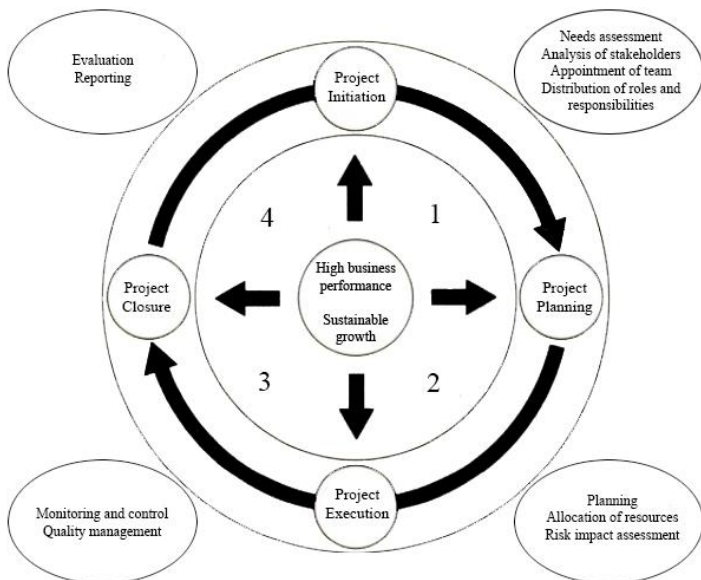 Evaluation
Reporting
Project
Initiation
Needs assessment
Analysis of stakeholders
Appointment of team
Distribution of roles and
responsibilities
4
1
Project
Closure
High business
performance
Sustainable
growth
Project
Planning
3
2
Monitoring and control
Quality management
Project
Execution
Planning
Allocation of resources
Risk impact assessment